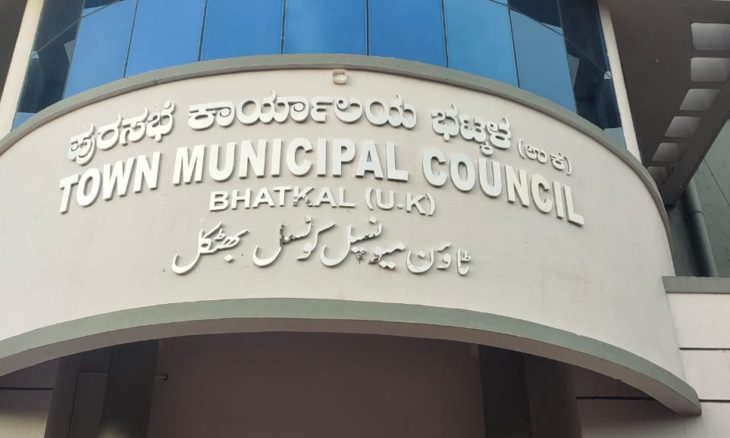 ಪುರಸಭೆ ಕಾರ್ಯಾಲಯ ಭಟ್ಕಳ (ಉ.ಕ)
TOWN MUNICIPAL COUNCIL
BHATKAL (U.K)
ٹاؤن میونسپل کونسل بھٹکل